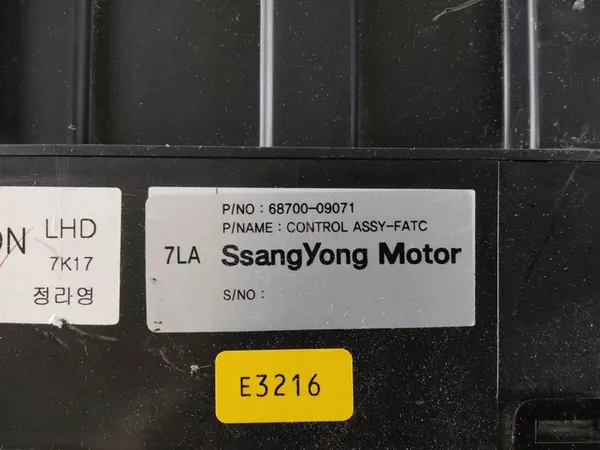 ON LHD
7K17
정라영
P/NO : 68700-09071
P/NAME : CONTROL ASSY-FATC
7LA SsangYong Motor
S/NO :
E3216